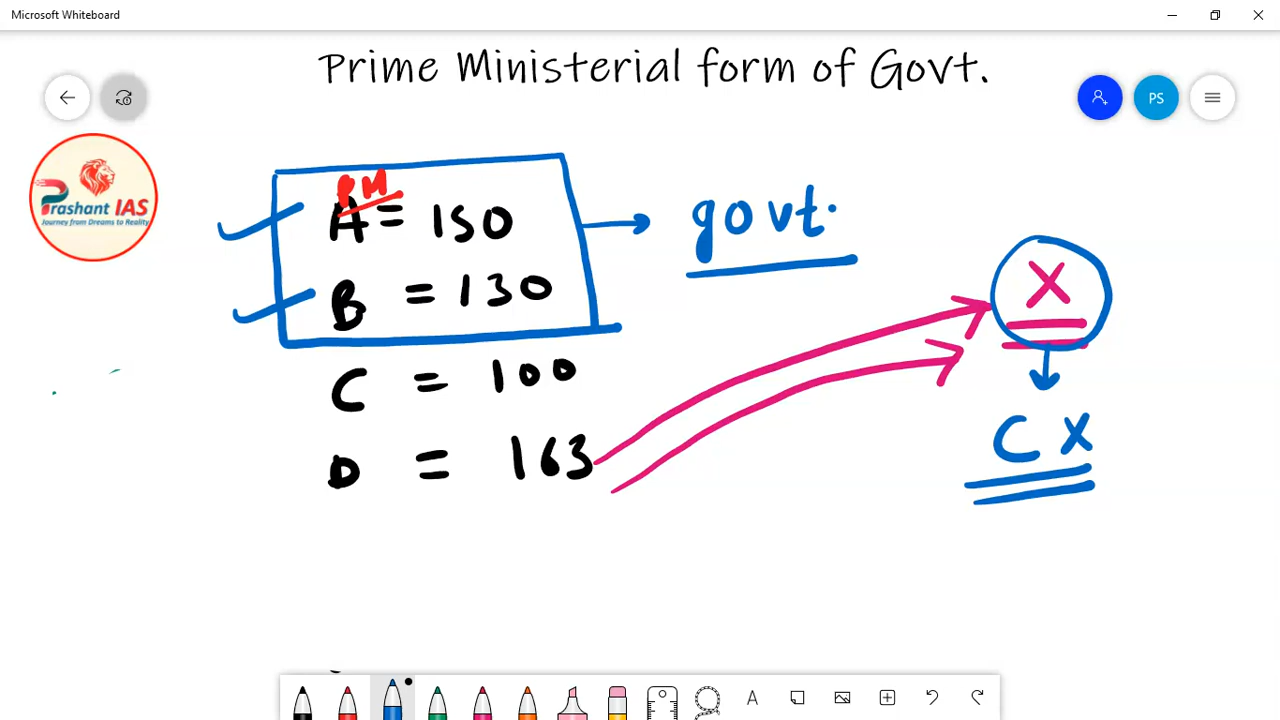 Microsoft Whiteboard
Prime Ministerial form of Govt.
PS
Prashant IAS
Journey from Dreams to Reality
PM
A = 150
govt.
B = 130
X
C = 100
C X
D = 163
A